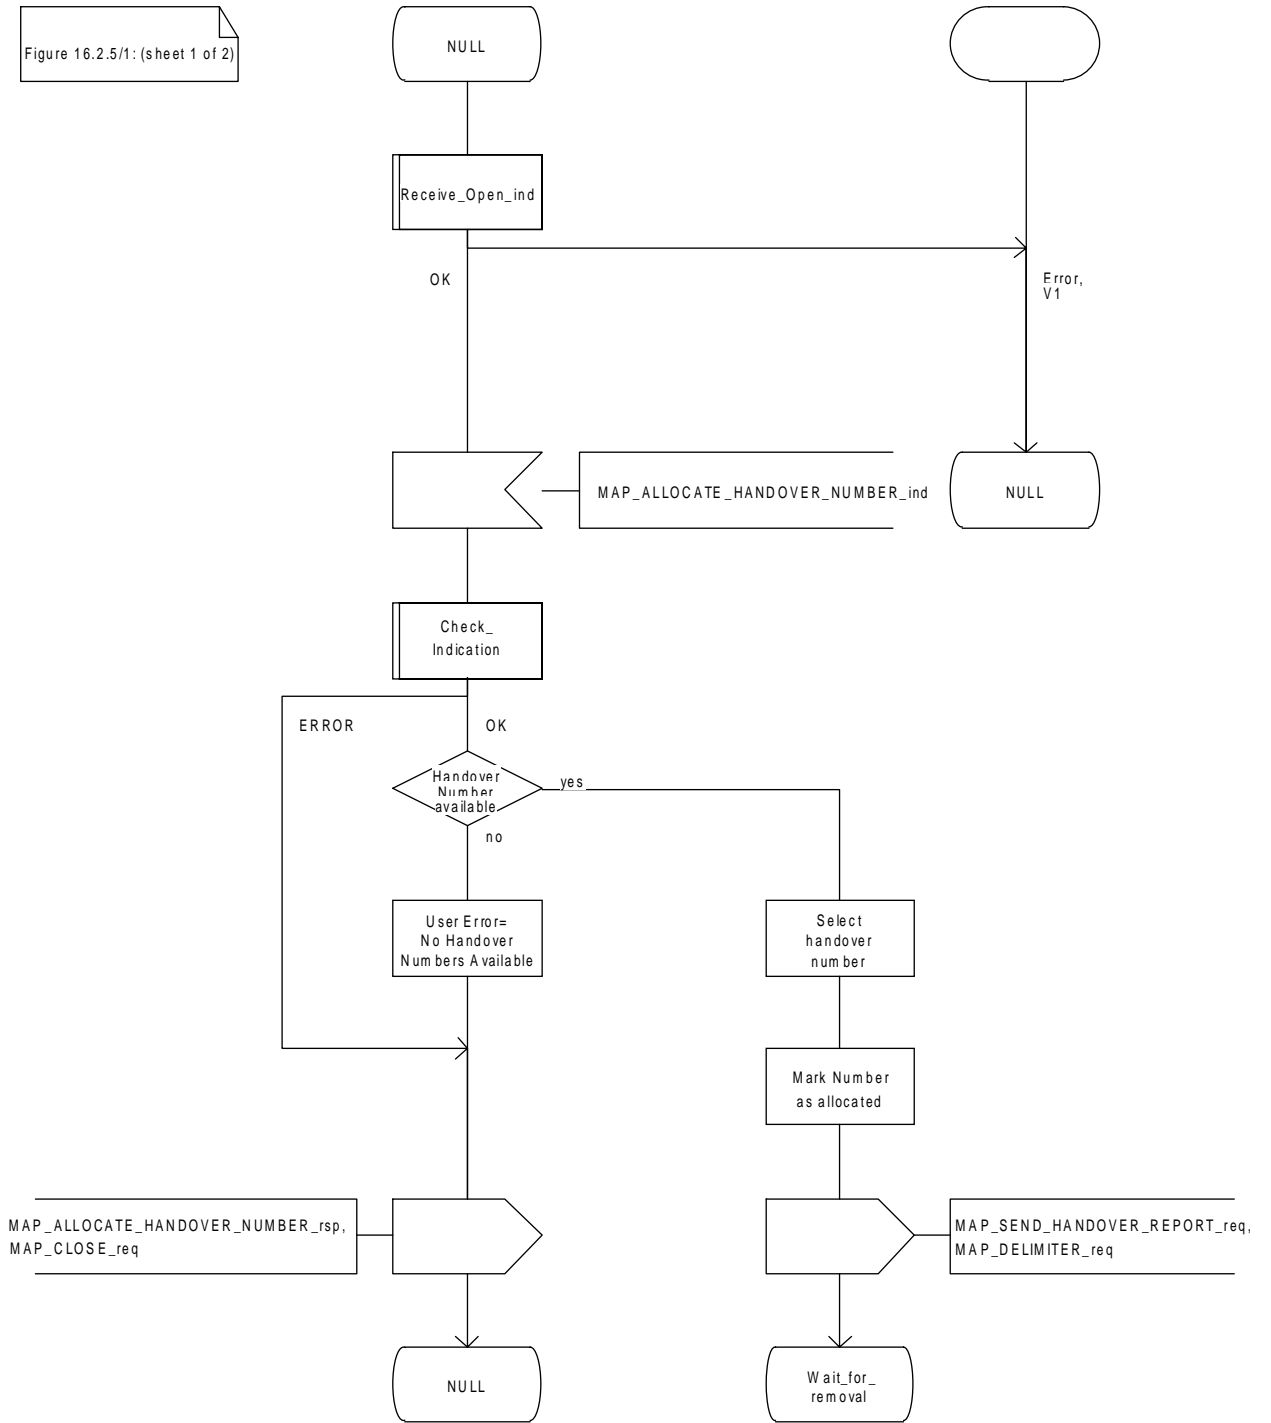 Figure 16.2.5/1: (sheet 1 of 2)
NULL
Receive_Open_ind
OK
Error,
V1
MAP_ALLOCATE_HANDOVER_NUMBER_ind
NULL
Check_
Indication
ERROR
OK
Handover
Number
available
yes
no
User Error=
No Handover
Numbers Available
Select
handover
number
Mark Number
as allocated
MAP_ALLOCATE_HANDOVER_NUMBER_rsp,
MAP_CLOSE_req
MAP_SEND_HANDOVER_REPORT_req,
MAP_DELIMITER_req
NULL
Wait_for_
removal